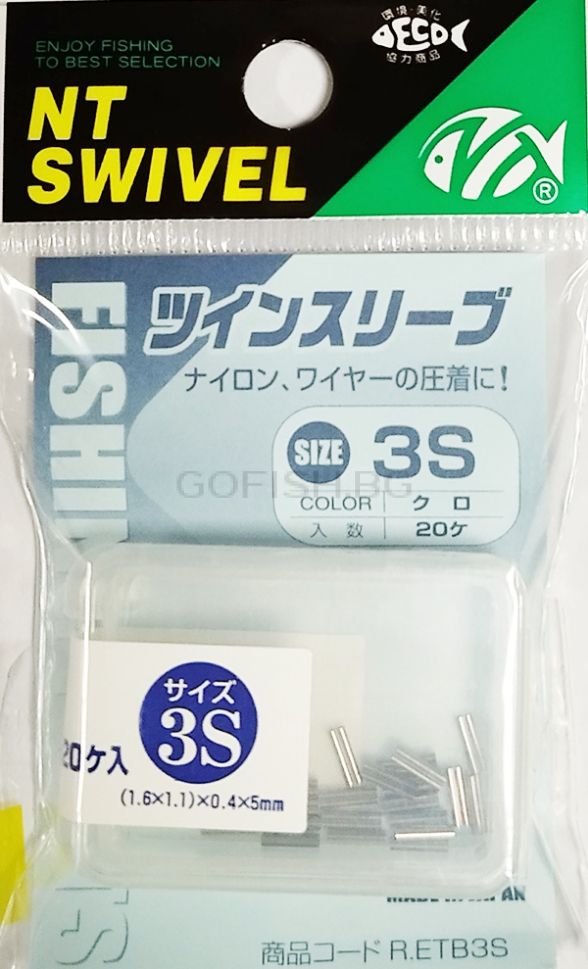 環境・美化
ECO
協力商品
ENJOY FISHING
TO BEST SELECTION
NT
SWIVEL
®
ツインスリーブ
ナイロン、ワイヤーの圧着に!
SIZE 3S
GOFISH.BG
COLOR クロ
入数 20ケ
サイズ
3S
20ケ入
(1.6×1.1)×0.4×5mm
MADE IN JAPAN
商品コード R.ETB3S